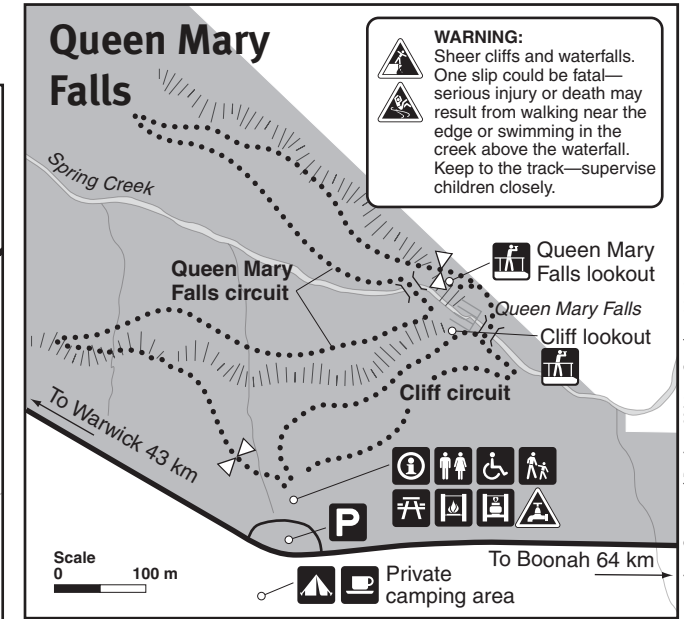 Queen Mary
Falls
WARNING:
Sheer cliffs and waterfalls.
One slip could be fatal—
serious injury or death may
result from walking near the
edge or swimming in the
creek above the waterfall.
Keep to the track—supervise
children closely.
Spring Creek
Queen Mary
Falls lookout
Queen Mary
Falls circuit
Queen Mary Falls
Cliff lookout
Cliff circuit
To Warwick 43 km
i
P
Scale
0 100 m
To Boonah 64 km
Private
camping area